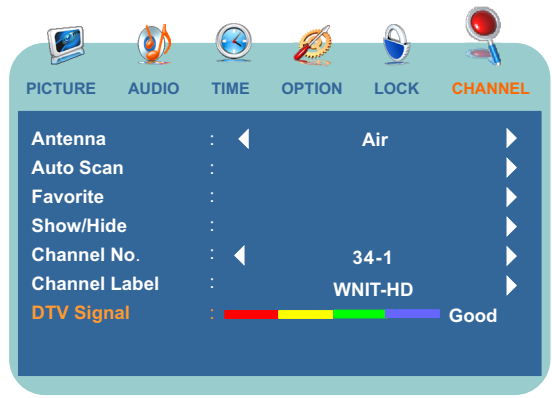 PICTURE AUDIO TIME OPTION LOCK CHANNEL
Antenna : Air
Auto Scan :
Favorite :
Show/Hide :
Channel No. : 34-1
Channel Label : WNIT-HD
DTV Signal : Good